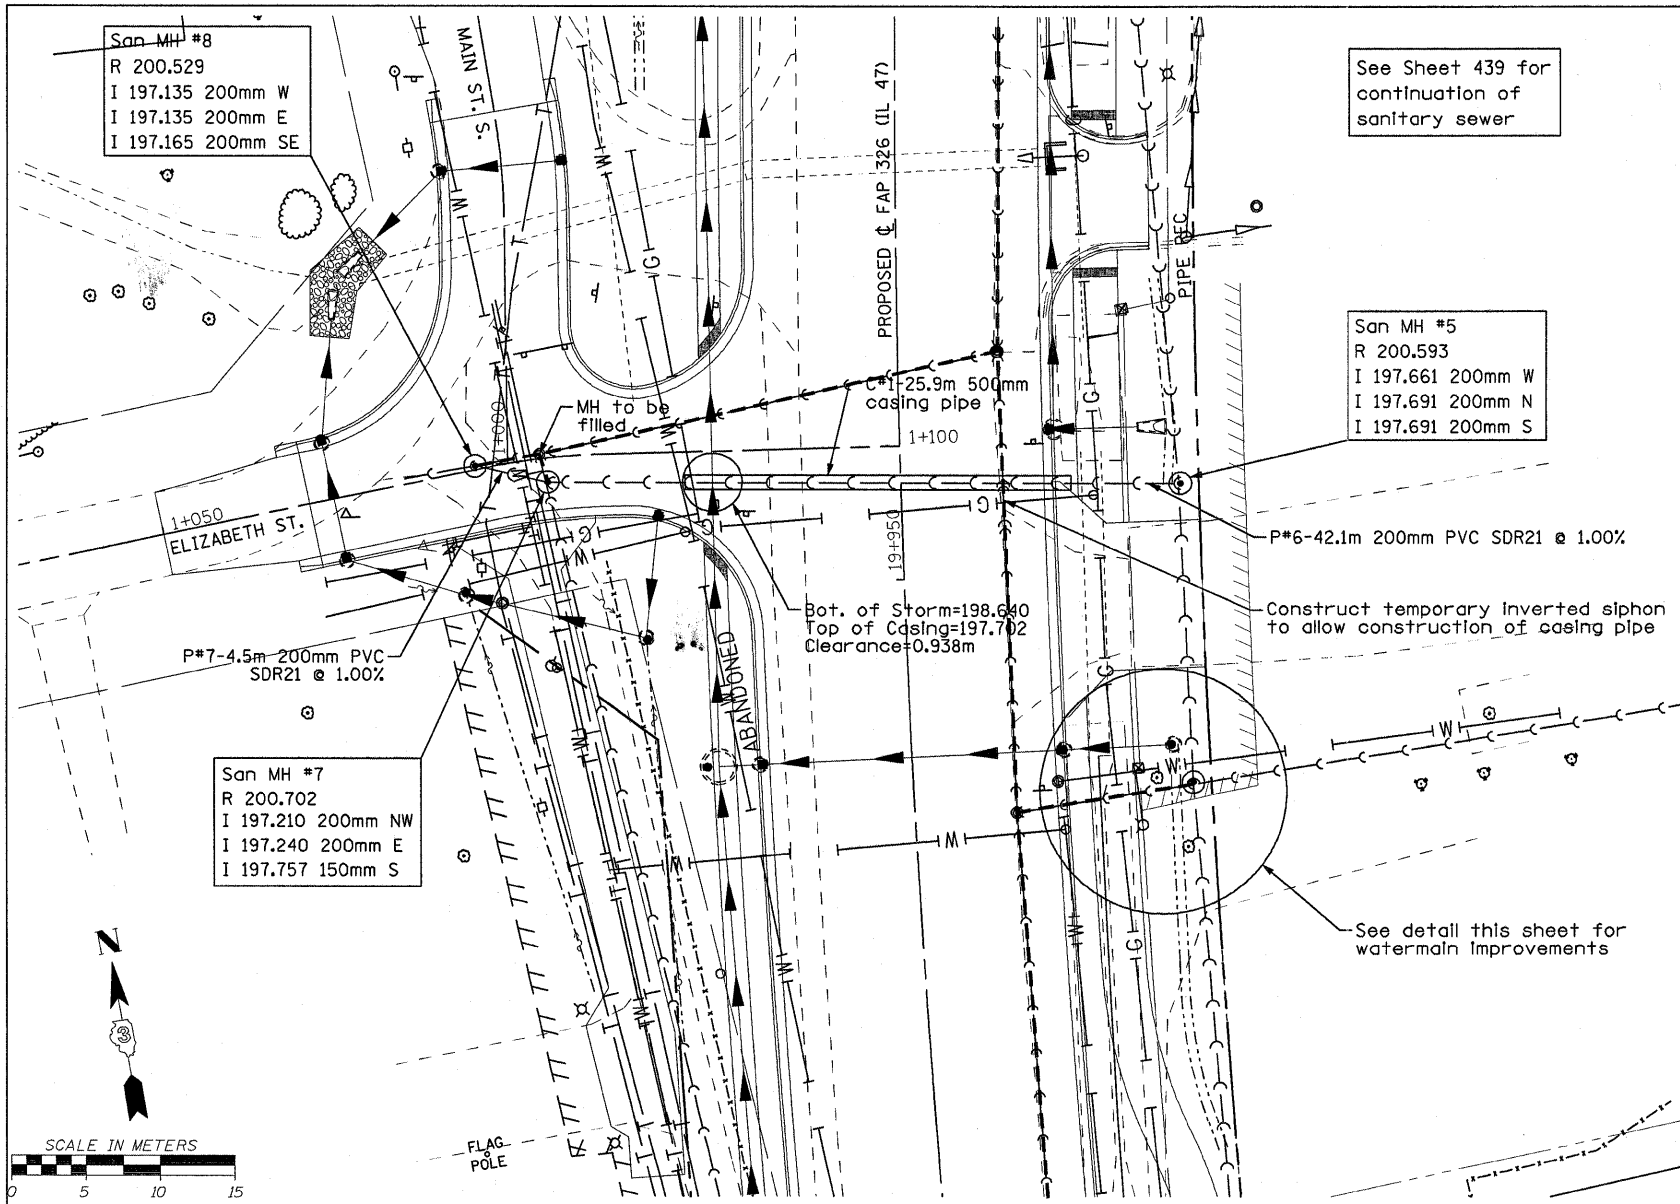 San MH #8
R 200.529
I 197.135 200mm W
I 197.135 200mm E
I 197.165 200mm SE
MAIN ST. S.
PROPOSED ℄ FAP 326 (IL 47)
See Sheet 439 for
continuation of
sanitary sewer
PIPE REC
San MH #5
R 200.593
I 197.661 200mm W
I 197.691 200mm N
I 197.691 200mm S
C#1-25.9m 500mm
casing pipe
MH to be
filled
1+000
1+100
1+050
ELIZABETH ST.
19+950
P#6-42.1m 200mm PVC SDR21 @ 1.00%
Bot. of Storm=198.640
Top of Casing=197.702
Clearance=0.938m
Construct temporary inverted siphon
to allow construction of casing pipe
P#7-4.5m 200mm PVC
SDR21 @ 1.00%
ABANDONED
San MH #7
R 200.702
I 197.210 200mm NW
I 197.240 200mm E
I 197.757 150mm S
See detail this sheet for
watermain improvements
N
3
SCALE IN METERS
0 5 10 15
FLAG
POLE
W
W
G
G
W
G
G
G
W
W
W
W
W
W
G
W
G
W
W